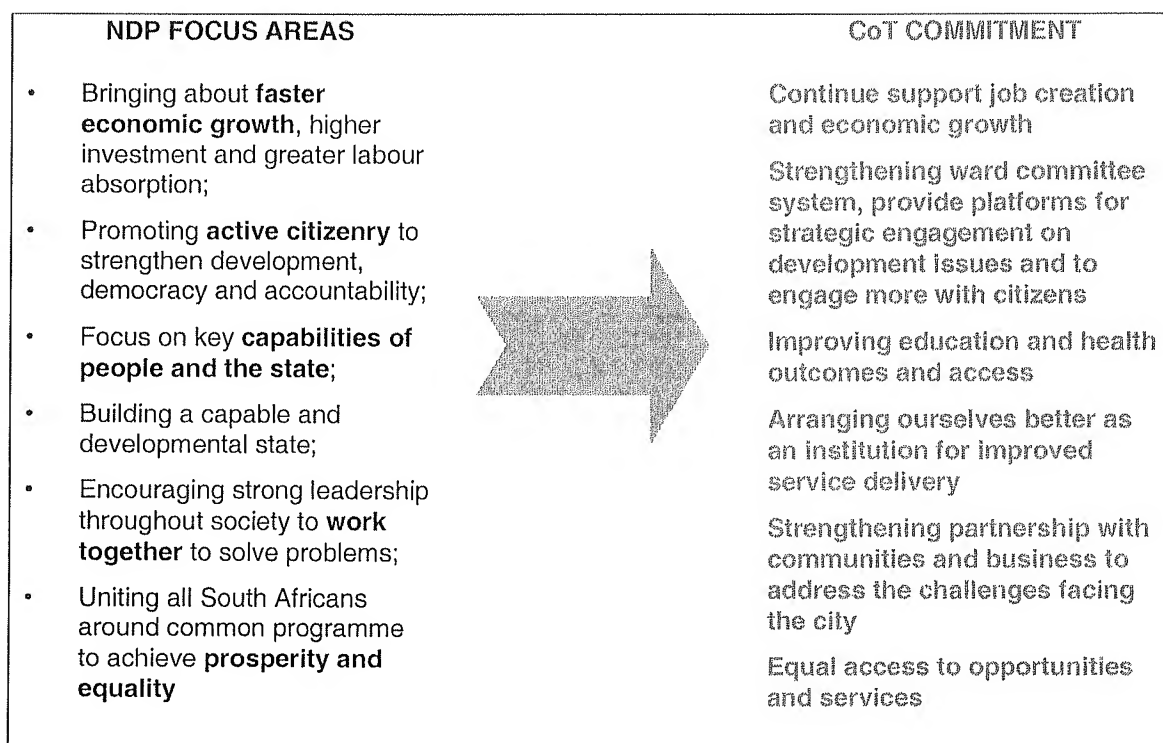 NDP FOCUS AREAS
• Bringing about faster
economic growth, higher
investment and greater labour
absorption;
• Promoting active citizenry to
strengthen development,
democracy and accountability;
• Focus on key capabilities of
people and the state;
• Building a capable and
developmental state;
• Encouraging strong leadership
throughout society to work
together to solve problems;
• Uniting all South Africans
around common programme
to achieve prosperity and
equality
CoT COMMITMENT
Continue support job creation
and economic growth
Strengthening ward committee
system, provide platforms for
strategic engagement on
development issues and to
engage more with citizens
Improving education and health
outcomes and access
Arranging ourselves better as
an institution for improved
service delivery
Strengthening partnership with
communities and business to
address the challenges facing
the city
Equal access to opportunities
and services